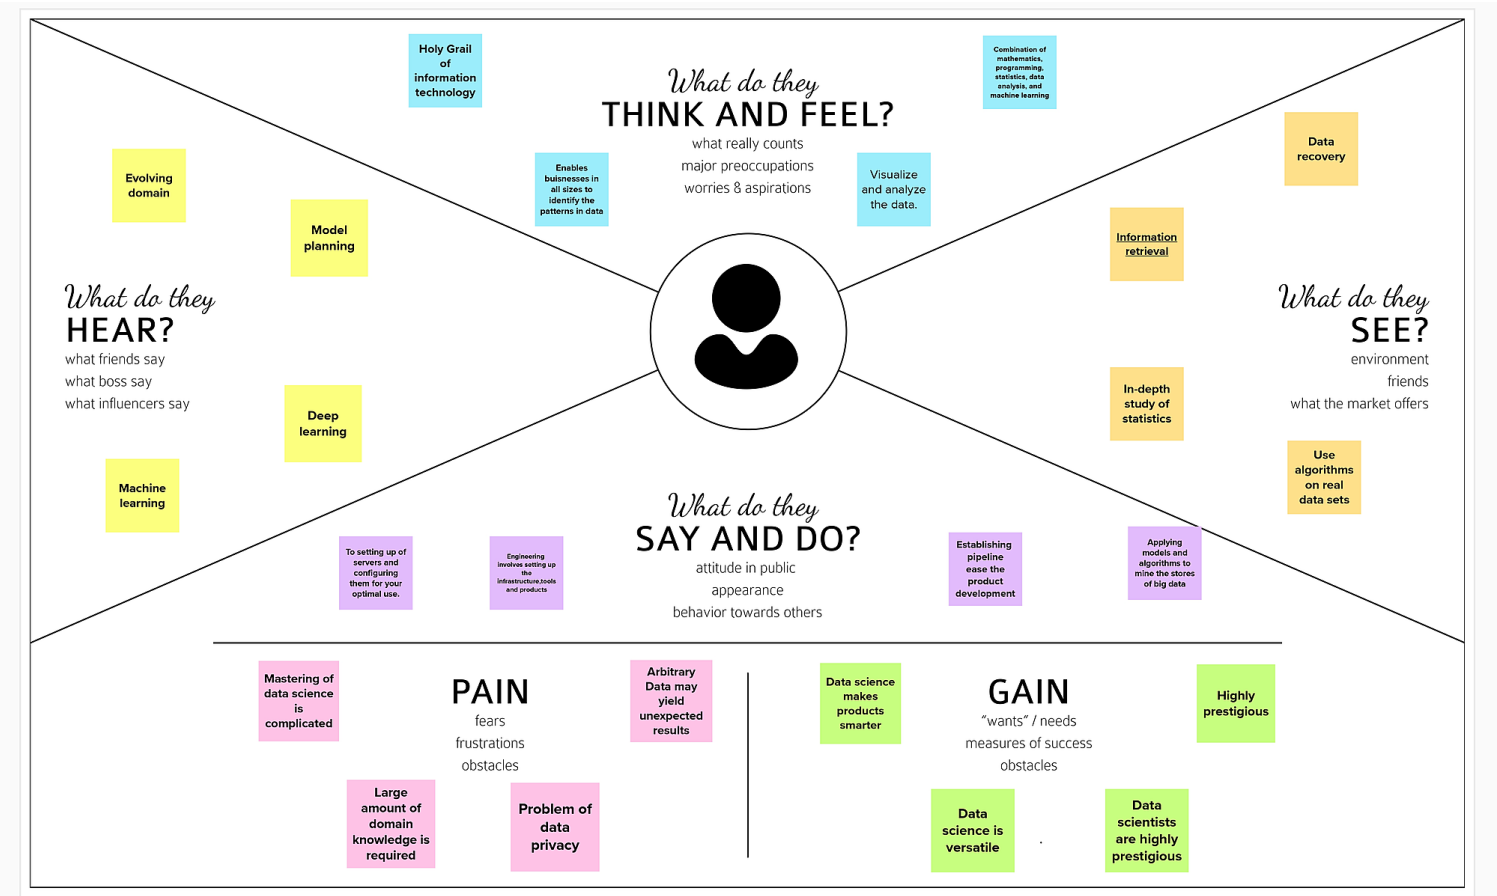 Holy Grail
of
information
technology
What do they
THINK AND FEEL?
what really counts
major preoccupations
worries & aspirations
Combination of
mathematics,
programming,
statistics, data
analysis, and
machine learning
Enables
buisnesses in
all sizes to
identify the
patterns in data
Visualize
and analyze
the data.
Evolving
domain
Model
planning
What do they
HEAR?
what friends say
what boss say
what influencers say
Deep
learning
Machine
learning
Data
recovery
Information
retrieval
What do they
SEE?
environment
friends
what the market offers
In-depth
study of
statistics
Use
algorithms
on real
data sets
What do they
SAY AND DO?
attitude in public
appearance
behavior towards others
To setting up of
servers and
configuring
them for your
optimal use.
Engineering
involves setting up
the
infrastructure,tools
and products
Establishing
pipeline
ease the
product
development
Applying
models and
algorithms to
mine the stores
of big data
Mastering of
data science
is
complicated
PAIN
fears
frustrations
obstacles
Arbitrary
Data may
yield
unexpected
results
Large
amount of
domain
knowledge is
required
Problem of
data
privacy
Data science
makes
products
smarter
GAIN
“wants” / needs
measures of success
obstacles
Highly
prestigious
Data
science is
versatile
.
Data
scientists
are highly
prestigious